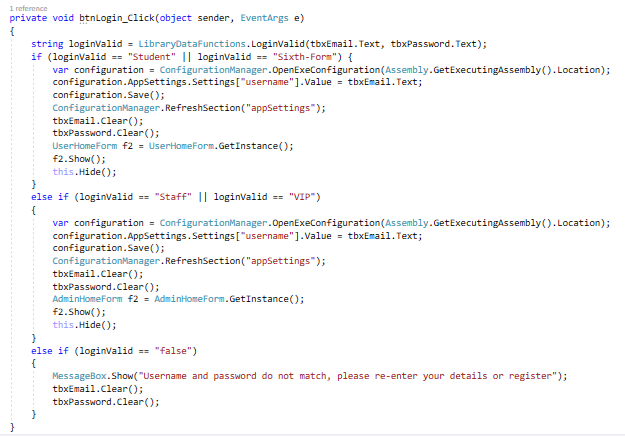 1 reference
private void btnLogin_Click(object sender, EventArgs e)
{
string loginValid = LibraryDataFunctions.LoginValid(tbxEmail.Text, tbxPassword.Text);
if (loginValid == "Student" || loginValid == "Sixth-Form") {
var configuration = ConfigurationManager.OpenExeConfiguration(Assembly.GetExecutingAssembly().Location);
configuration.AppSettings.Settings["username"].Value = tbxEmail.Text;
configuration.Save();
ConfigurationManager.RefreshSection("appSettings");
tbxEmail.Clear();
tbxPassword.Clear();
UserHomeForm f2 = UserHomeForm.GetInstance();
f2.Show();
this.Hide();
}
else if (loginValid == "Staff" || loginValid == "VIP")
{
var configuration = ConfigurationManager.OpenExeConfiguration(Assembly.GetExecutingAssembly().Location);
configuration.AppSettings.Settings["username"].Value = tbxEmail.Text;
configuration.Save();
ConfigurationManager.RefreshSection("appSettings");
tbxEmail.Clear();
tbxPassword.Clear();
AdminHomeForm f2 = AdminHomeForm.GetInstance();
f2.Show();
this.Hide();
}
else if (loginValid == "false")
{
MessageBox.Show("Username and password do not match, please re-enter your details or register");
tbxEmail.Clear();
tbxPassword.Clear();
}
}